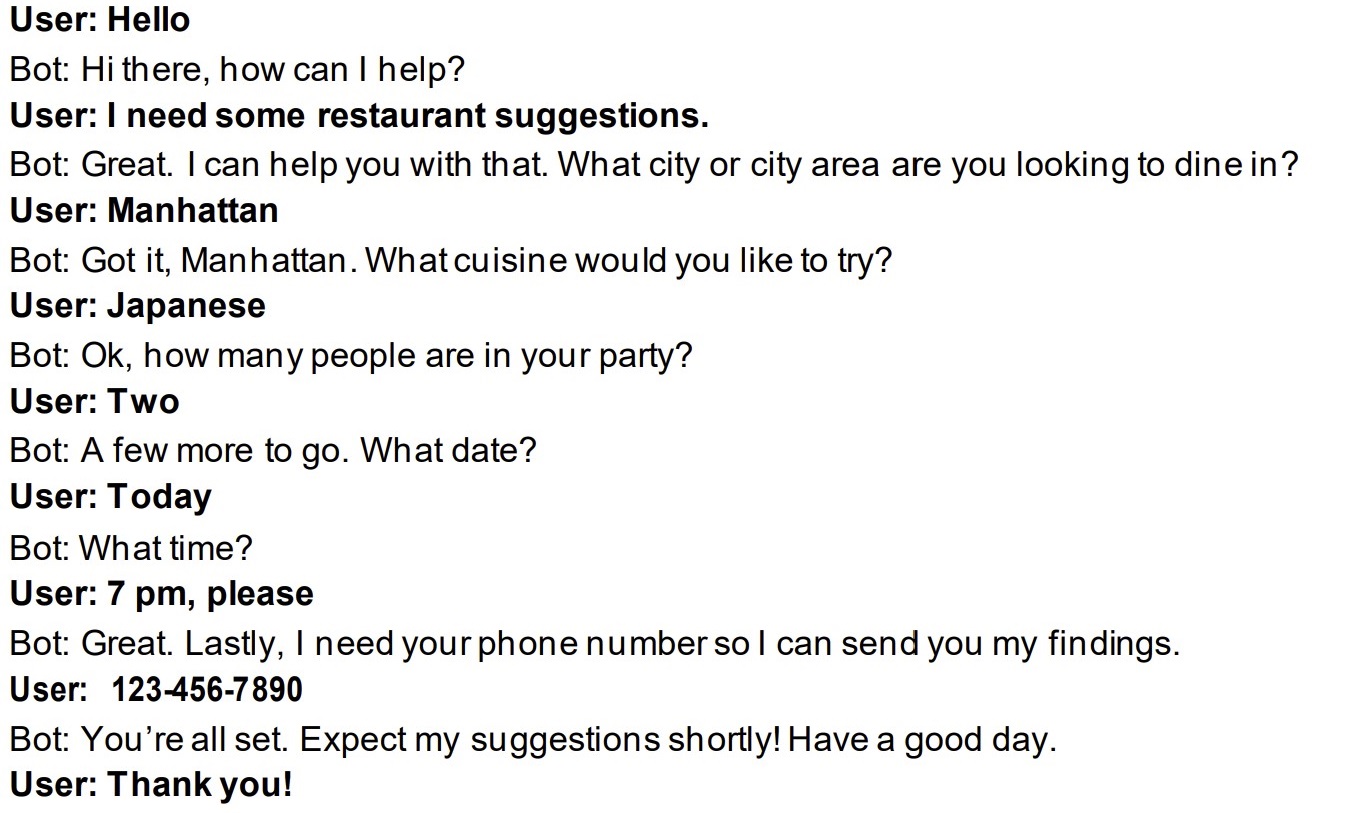 User: Hello
Bot: Hi there, how can I help?
User: I need some restaurant suggestions.
Bot: Great. I can help you with that. What city or city area are you looking to dine in?
User: Manhattan
Bot: Got it, Manhattan. What cuisine would you like to try?
User: Japanese
Bot: Ok, how many people are in your party?
User: Two
Bot: A few more to go. What date?
User: Today
Bot: What time?
User: 7 pm, please
Bot: Great. Lastly, I need your phone number so I can send you my findings.
User: 123-456-7890
Bot: You’re all set. Expect my suggestions shortly! Have a good day.
User: Thank you!